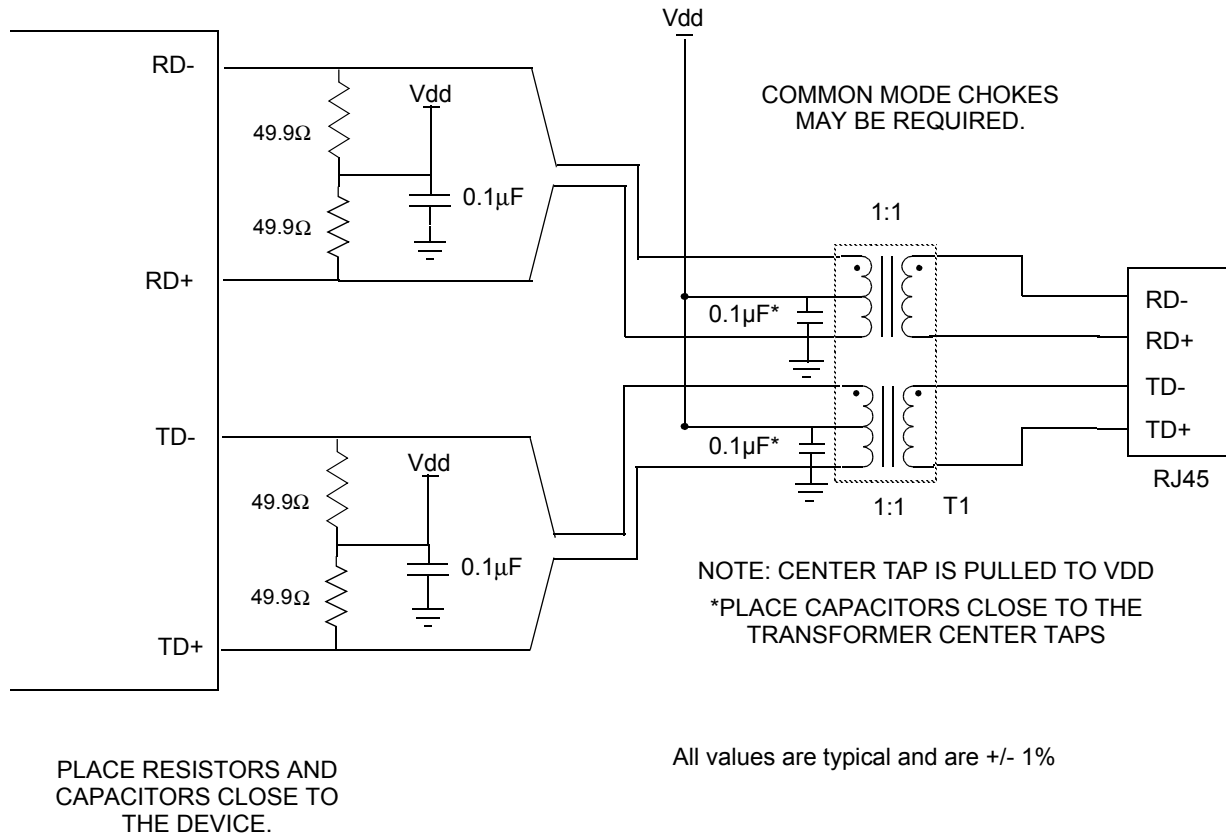 Vdd
RD-
Vdd
COMMON MODE CHOKES
MAY BE REQUIRED.
49.9Ω
0.1μF
49.9Ω
1:1
RD+
0.1µF*
RD-
RD+
TD-
TD+
TD-
Vdd
0.1µF*
RJ45
49.9Ω
1:1
T1
0.1μF
49.9Ω
NOTE: CENTER TAP IS PULLED TO VDD
*PLACE CAPACITORS CLOSE TO THE
TRANSFORMER CENTER TAPS
TD+
All values are typical and are +/- 1%
PLACE RESISTORS AND
CAPACITORS CLOSE TO
THE DEVICE.